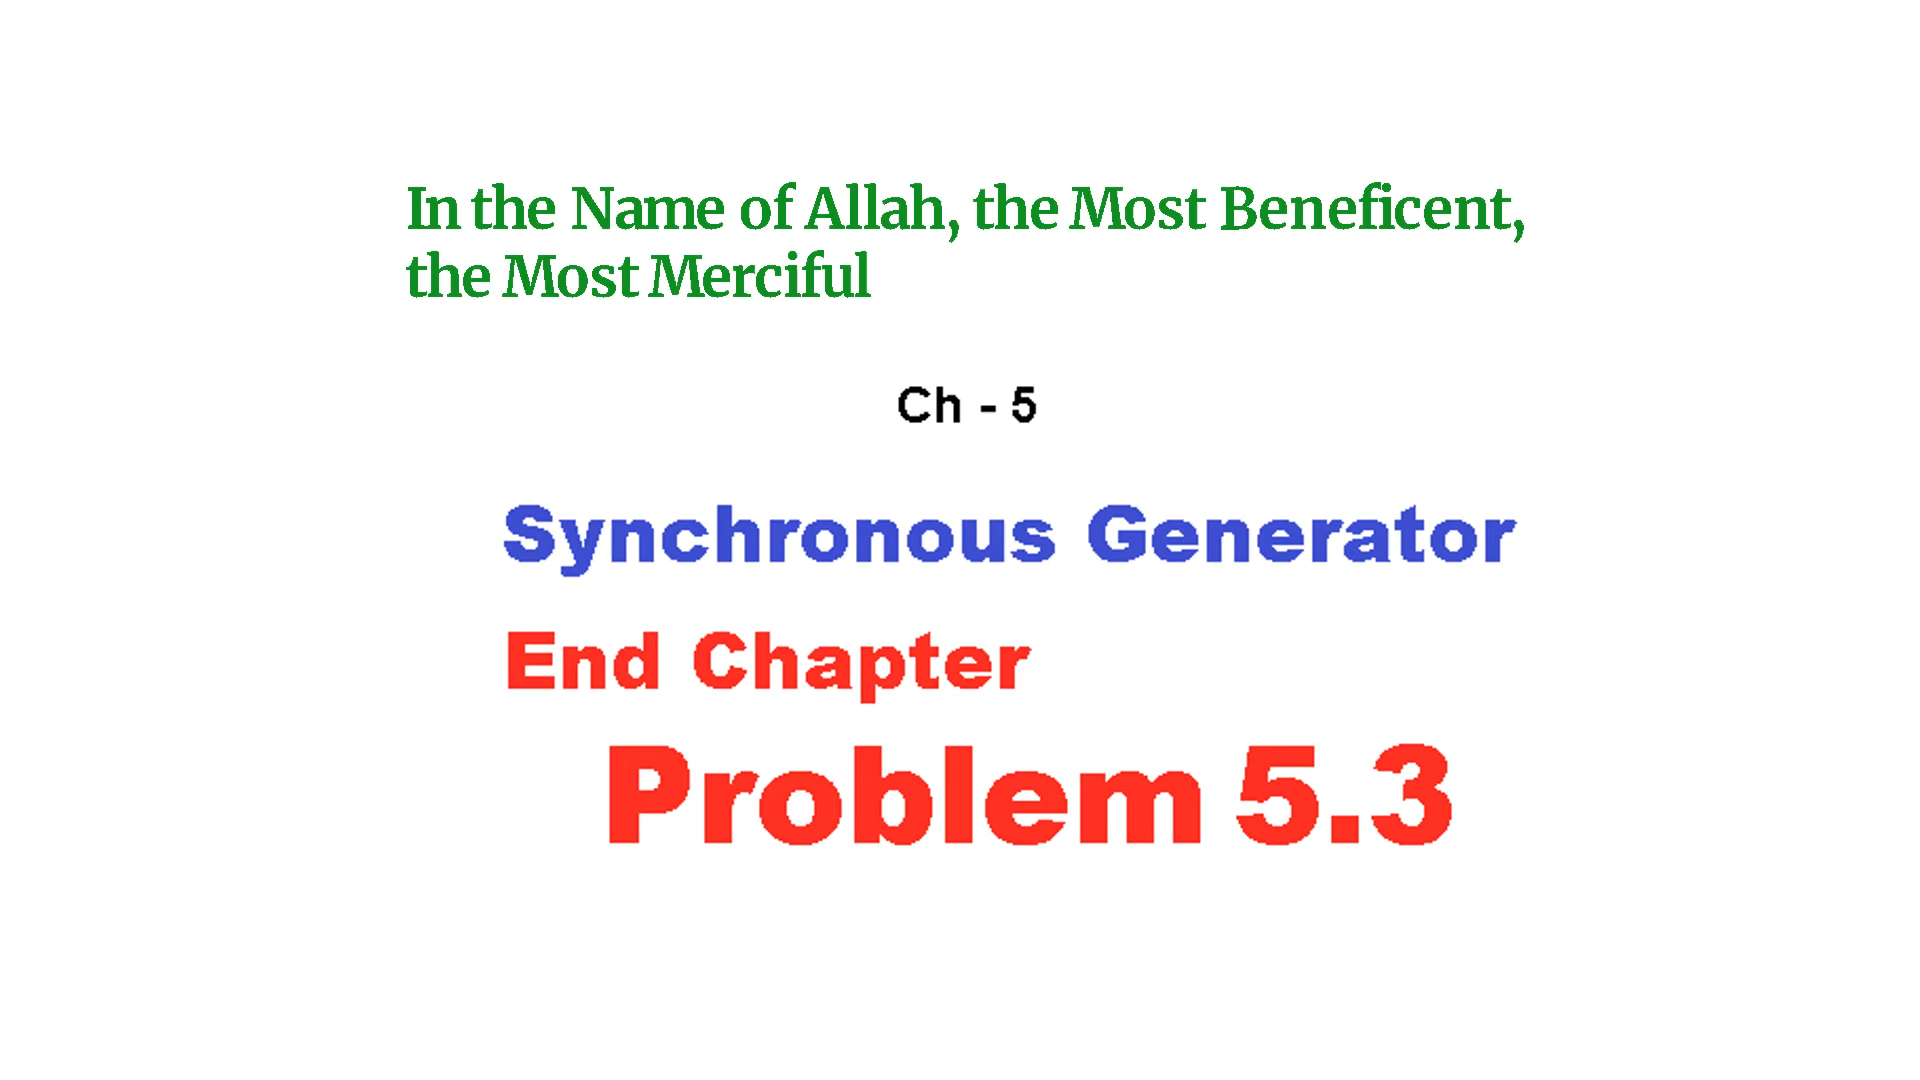 In the Name of Allah, the Most Beneficent,
the Most Merciful
Ch - 5
Synchronous Generator
End Chapter
Problem 5.3